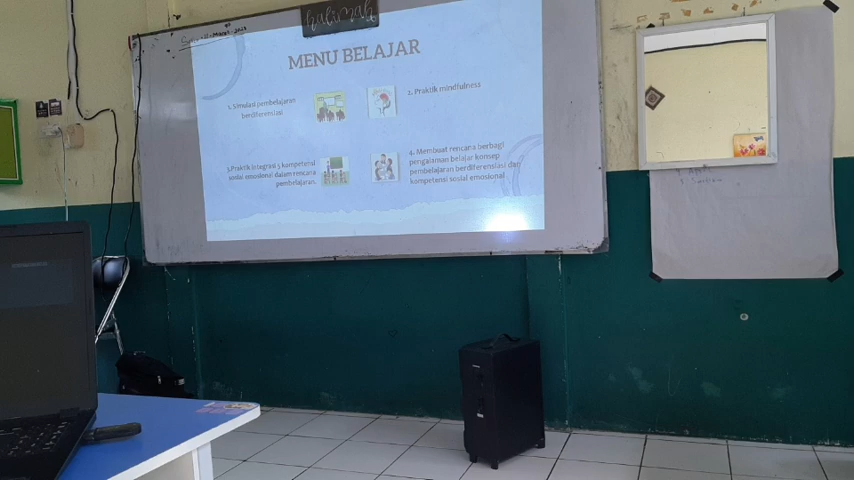 kalimah
MENU BELAJAR
1. Simulasi pembelajaran
berdiferensiasi
2. Praktik mindfulness
3.Praktik integrasi 5 kompetensi
sosial emosional dalam rencana
pembelajaran.
4. Membuat rencana berbagi
pengalaman belajar konsep
pembelajaran berdiferensiasi dan
kompetensi sosial emosional